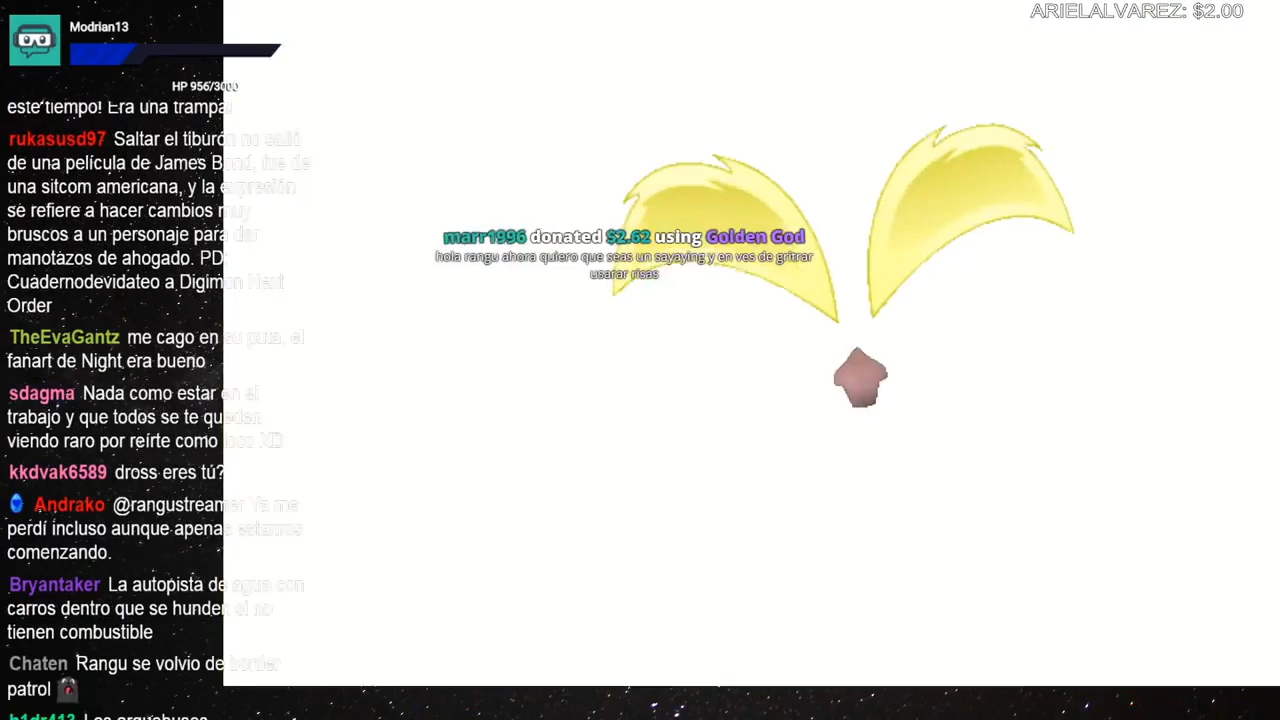 ARIELALVAREZ: $2.00
Modrian13
HP 956/3000
este tiempo! Era una trampa!
rukasusd97 Saltar el tiburón no salió
de una película de James Bond, fue de
una sitcom americana, y la expresión
se refiere a hacer cambios muy
bruscos a un personaje para dar
manotazos de ahogado. PD:
Cuadernodevidateo a Digimon Next
Order
TheEvaGantz me cago en su puta, el
fanart de Night era bueno
sdagma Nada como estar en el
trabajo y que todos se te queden
viendo raro por reírte como loco XD
kkdvak6589 dross eres tú?
Andrako @rangustreamer Ya me
perdí incluso aunque apenas estamos
comenzando.
Bryantaker La autopista de agua con
carros dentro que se hunden si no
tienen combustible
Chaten Rangu se volvio de border
patrol
h1dr413 Los arquebuses
marr1996 donated $2.62 using Golden God
hola rangu ahora quiero que seas un sayaying y en ves de gritrar
usarar risas